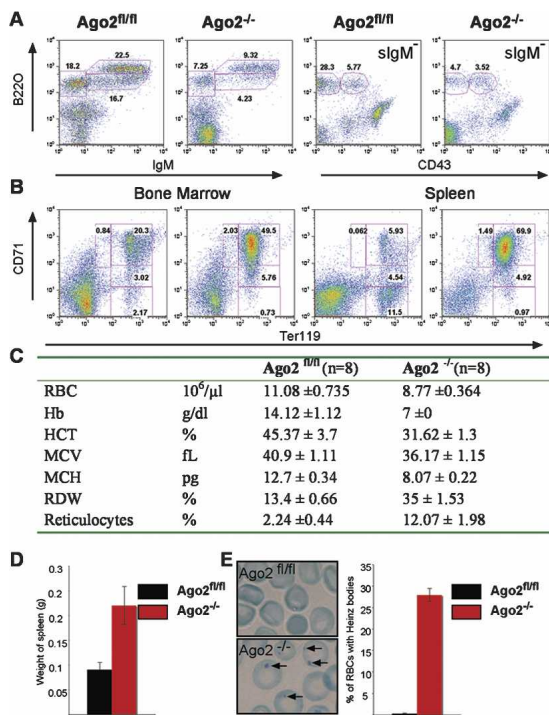 A Ago2fl/fl Ago2-/- Ago2fl/fl Ago2-/-
18.2 22.5 16.7
7.25 9.32 4.23
sIgM- 28.3 5.77
sIgM- 4.7 3.52
B220
IgM CD43
B Bone Marrow Spleen
0.84 20.3 3.02 2.17
2.03 49.5 5.76 0.73
0.062 5.93 4.54 11.5
1.49 69.9 4.92 0.97
CD71
Ter119
C
Ago2 fl/fl (n=8) Ago2 -/- (n=8)
RBC 10^6/µl 11.08 ±0.735 8.77 ±0.364
Hb g/dl 14.12 ±1.12 7 ±0
HCT % 45.37 ± 3.7 31.62 ± 1.3
MCV fL 40.9 ± 1.11 36.17 ± 1.15
MCH pg 12.7 ± 0.34 8.07 ± 0.22
RDW % 13.4 ± 0.66 35 ± 1.53
Reticulocytes % 2.24 ±0.44 12.07 ± 1.98
D
Weight of spleen (g)
0.3
0.2
0.2
0.1
0.05
Ago2fl/fl
Ago2-/-
E
Ago2 fl/fl
Ago2 -/-
% of RBCs with Heinz bodies
35
30
25
20
15
10
5
Ago2fl/fl
Ago2-/-